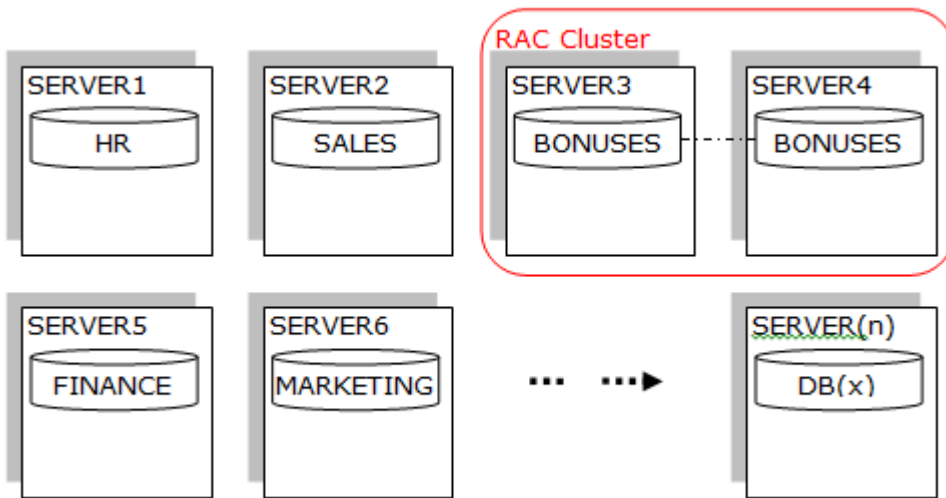 RAC Cluster
SERVER1
HR
SERVER2
SALES
SERVER3
BONUSES
SERVER4
BONUSES
SERVER5
FINANCE
SERVER6
MARKETING
... ...
SERVER(n)
DB(x)